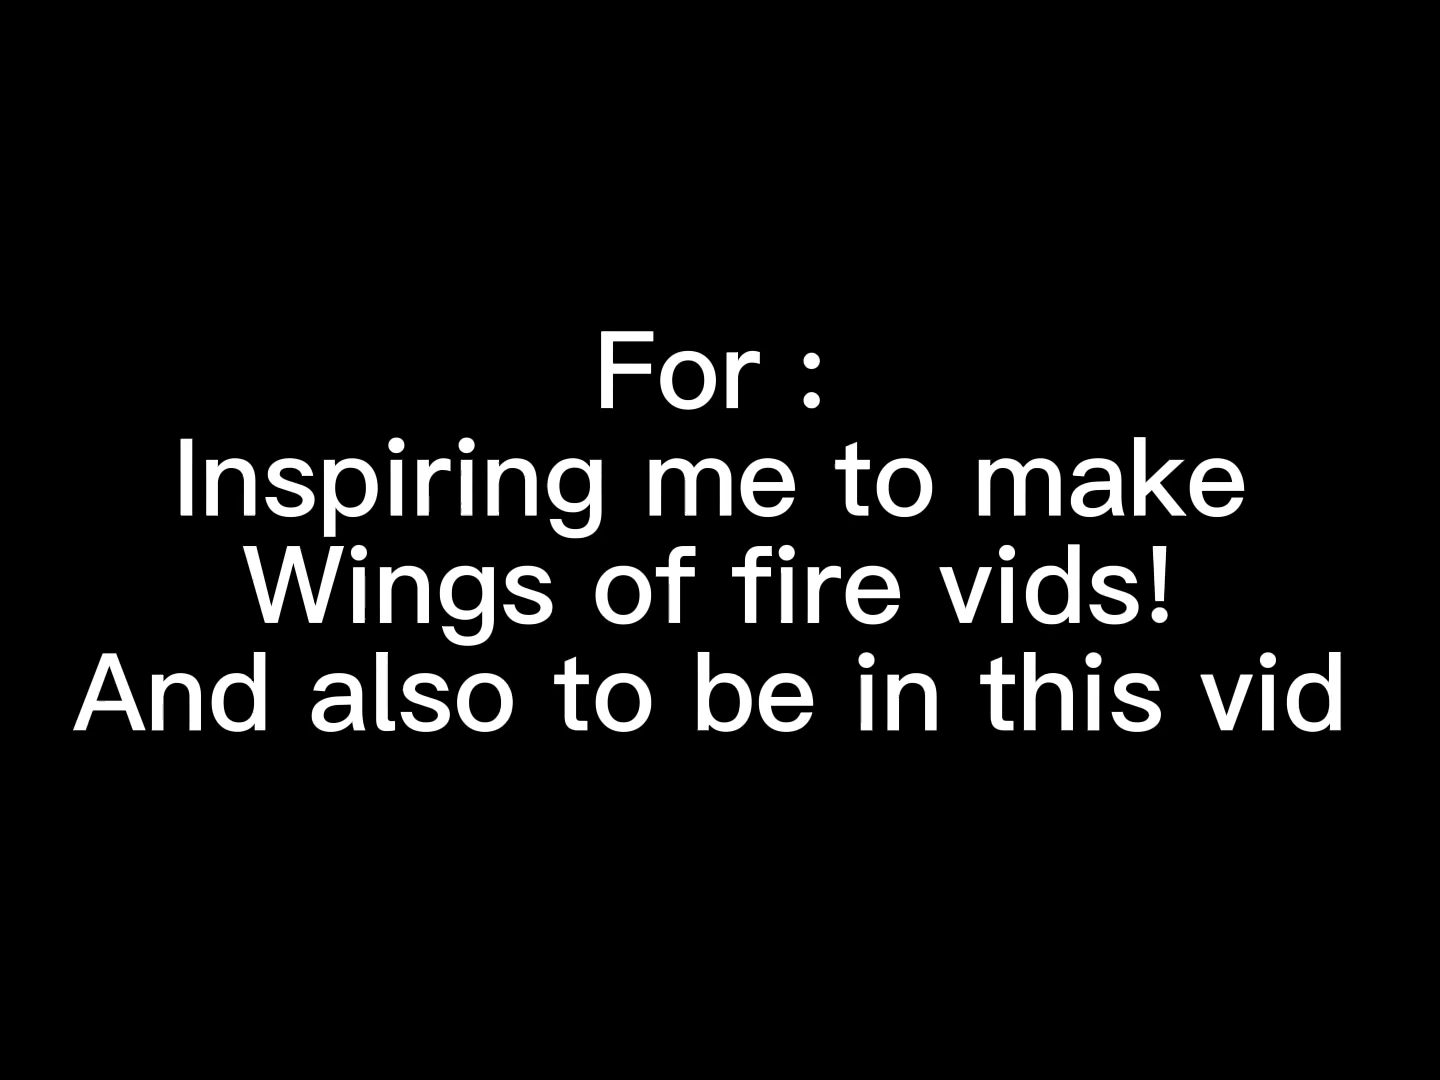 For :
Inspiring me to make
Wings of fire vids!
And also to be in this vid